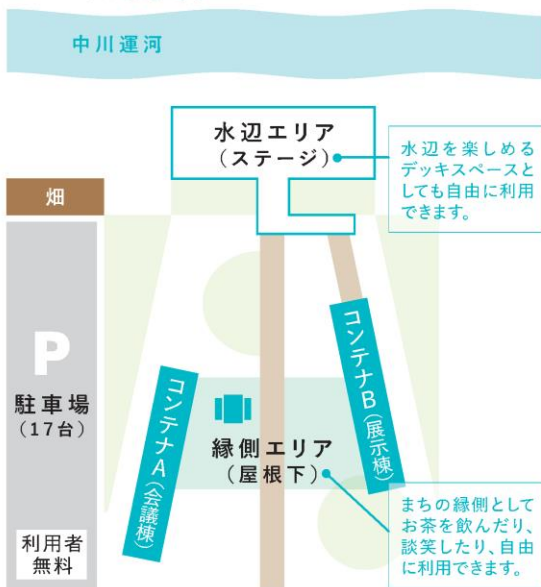 中川運河
水辺エリア
（ステージ）
水辺を楽しめる
デッキスペースと
しても自由に利用
できます。
畑
P
駐車場
（17台）
利用者
無料
コンテナA（会議棟）
縁側エリア
（屋根下）
コンテナB（展示棟）
まちの縁側として
お茶を飲んだり、
談笑したり、自由
に利用できます。